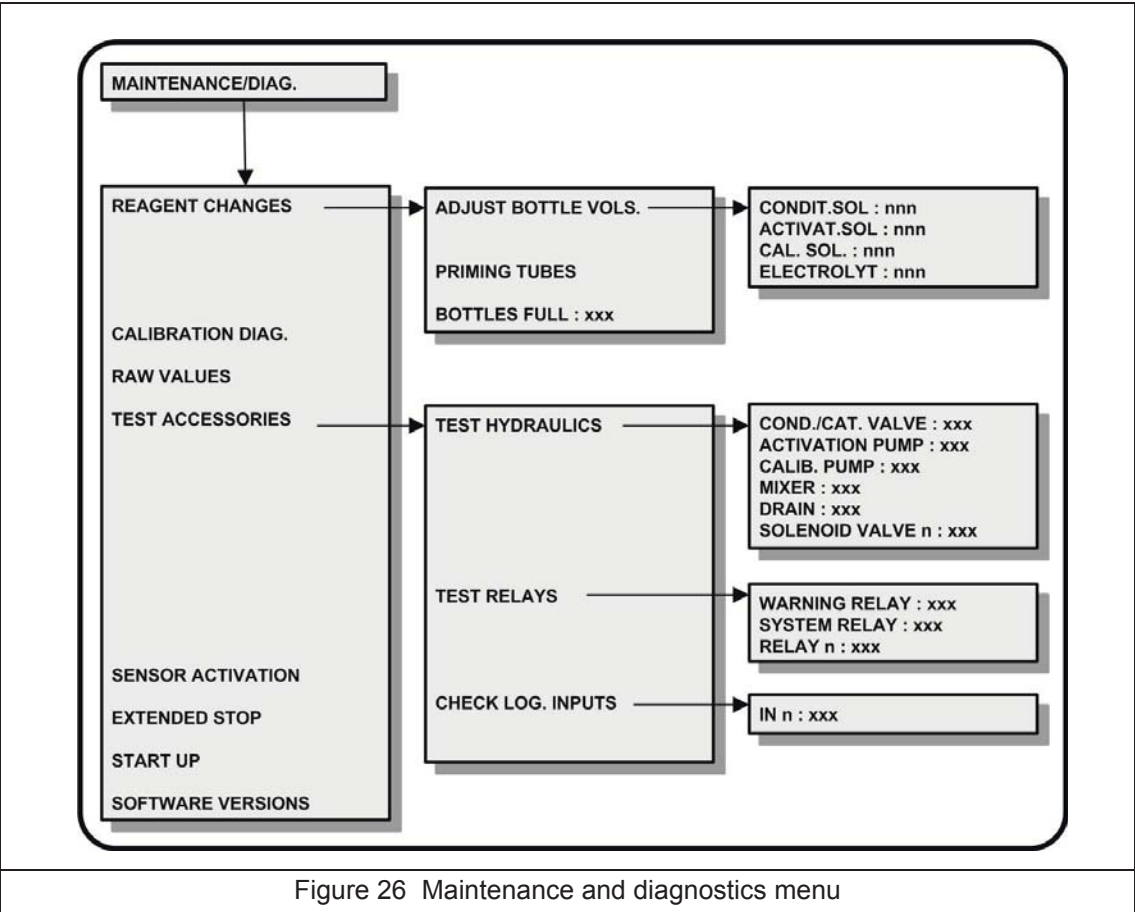 MAINTENANCE/DIAG.
REAGENT CHANGES
CALIBRATION DIAG.
RAW VALUES
TEST ACCESSORIES
SENSOR ACTIVATION
EXTENDED STOP
START UP
SOFTWARE VERSIONS
ADJUST BOTTLE VOLS.
PRIMING TUBES
BOTTLES FULL : xxx
CONDIT.SOL : nnn
ACTIVAT.SOL : nnn
CAL. SOL. : nnn
ELECTROLYT : nnn
TEST HYDRAULICS
TEST RELAYS
CHECK LOG. INPUTS
COND./CAT. VALVE : xxx
ACTIVATION PUMP : xxx
CALIB. PUMP : xxx
MIXER : xxx
DRAIN : xxx
SOLENOID VALVE n : xxx
WARNING RELAY : xxx
SYSTEM RELAY : xxx
RELAY n : xxx
IN n : xxx
Figure 26 Maintenance and diagnostics menu